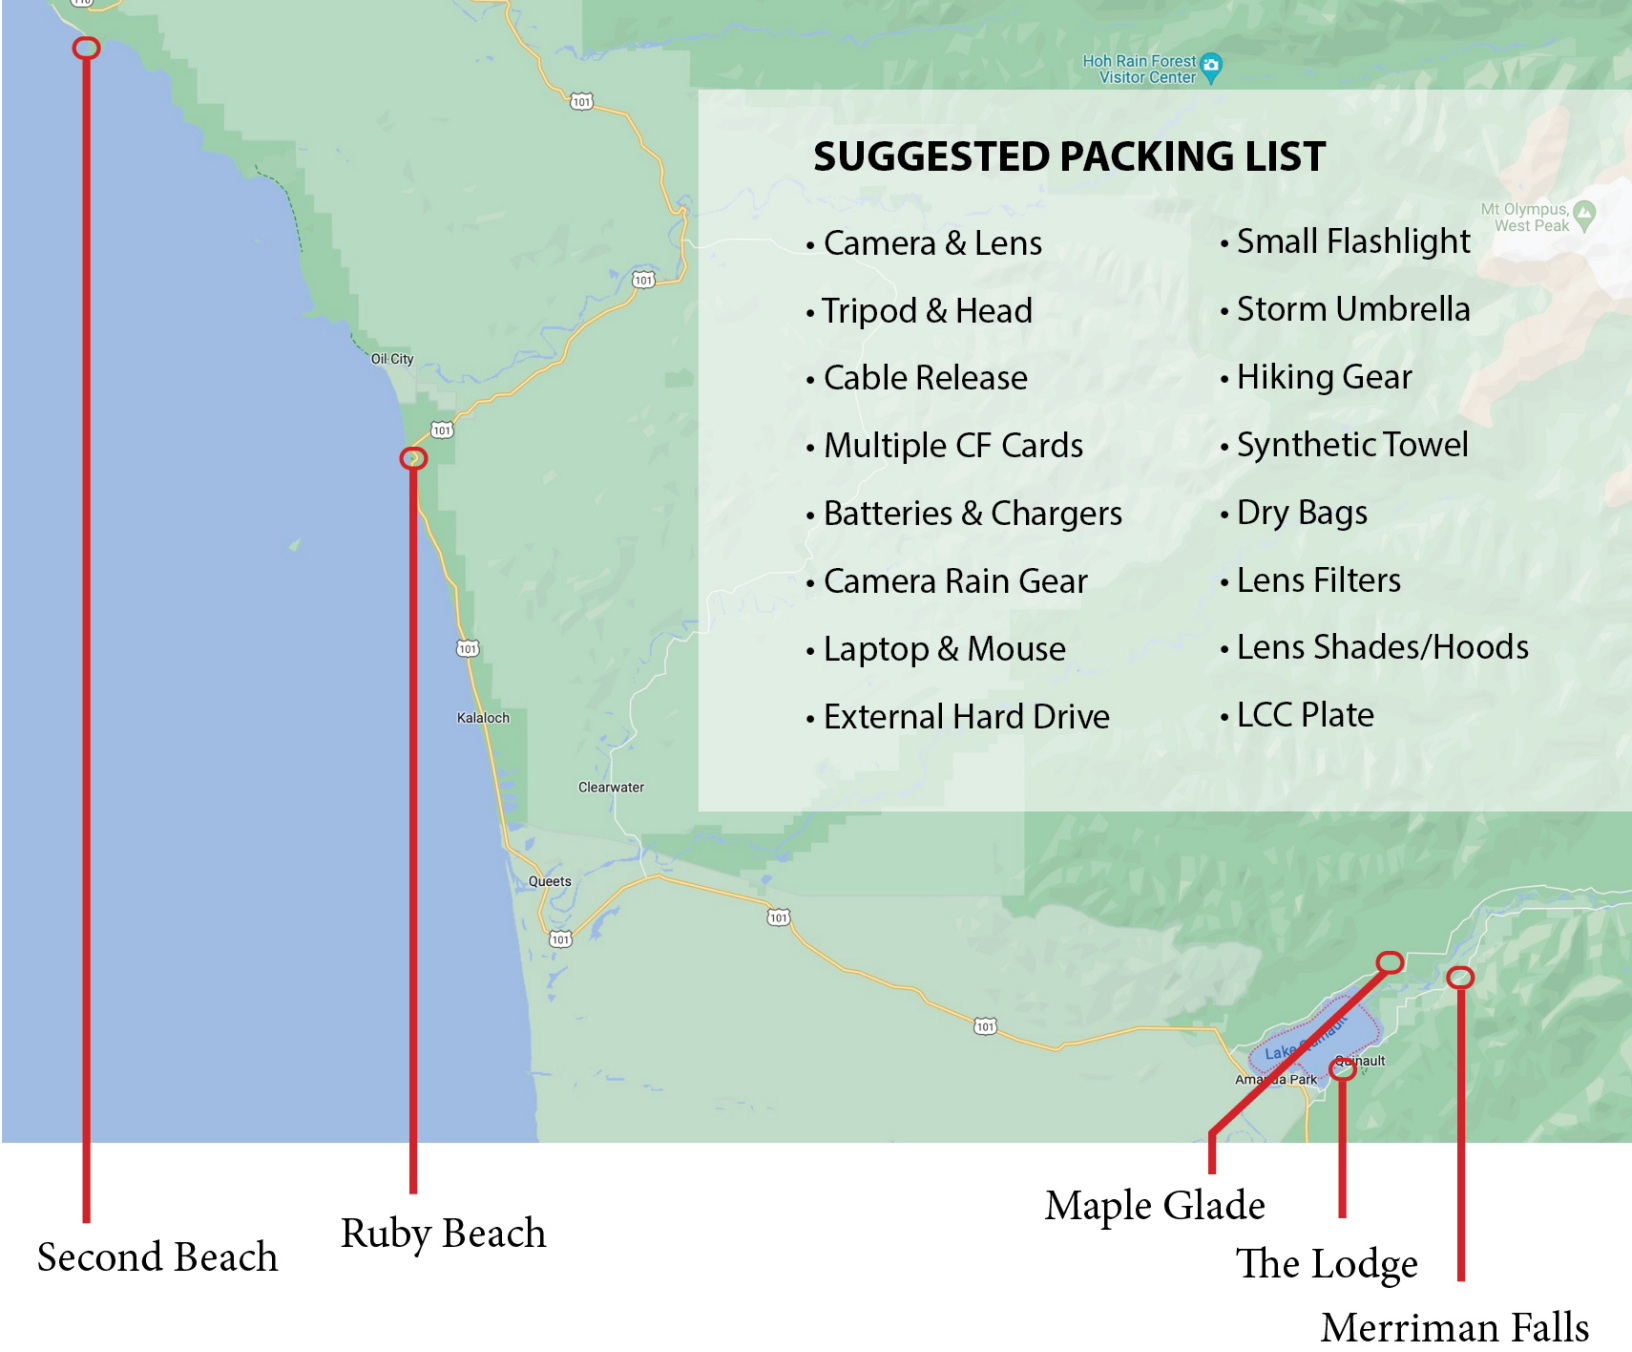 110
Hoh Rain Forest
Visitor Center
101
SUGGESTED PACKING LIST
Mt Olympus,
West Peak
• Camera & Lens
• Tripod & Head
• Cable Release
• Multiple CF Cards
• Batteries & Chargers
• Camera Rain Gear
• Laptop & Mouse
• External Hard Drive
• Small Flashlight
• Storm Umbrella
• Hiking Gear
• Synthetic Towel
• Dry Bags
• Lens Filters
• Lens Shades/Hoods
• LCC Plate
101
Oil City
101
101
Kalaloch
Clearwater
Queets
101
101
101
Lake Quinault
Quinault
Amanda Park
Maple Glade
Ruby Beach
Second Beach
The Lodge
Merriman Falls